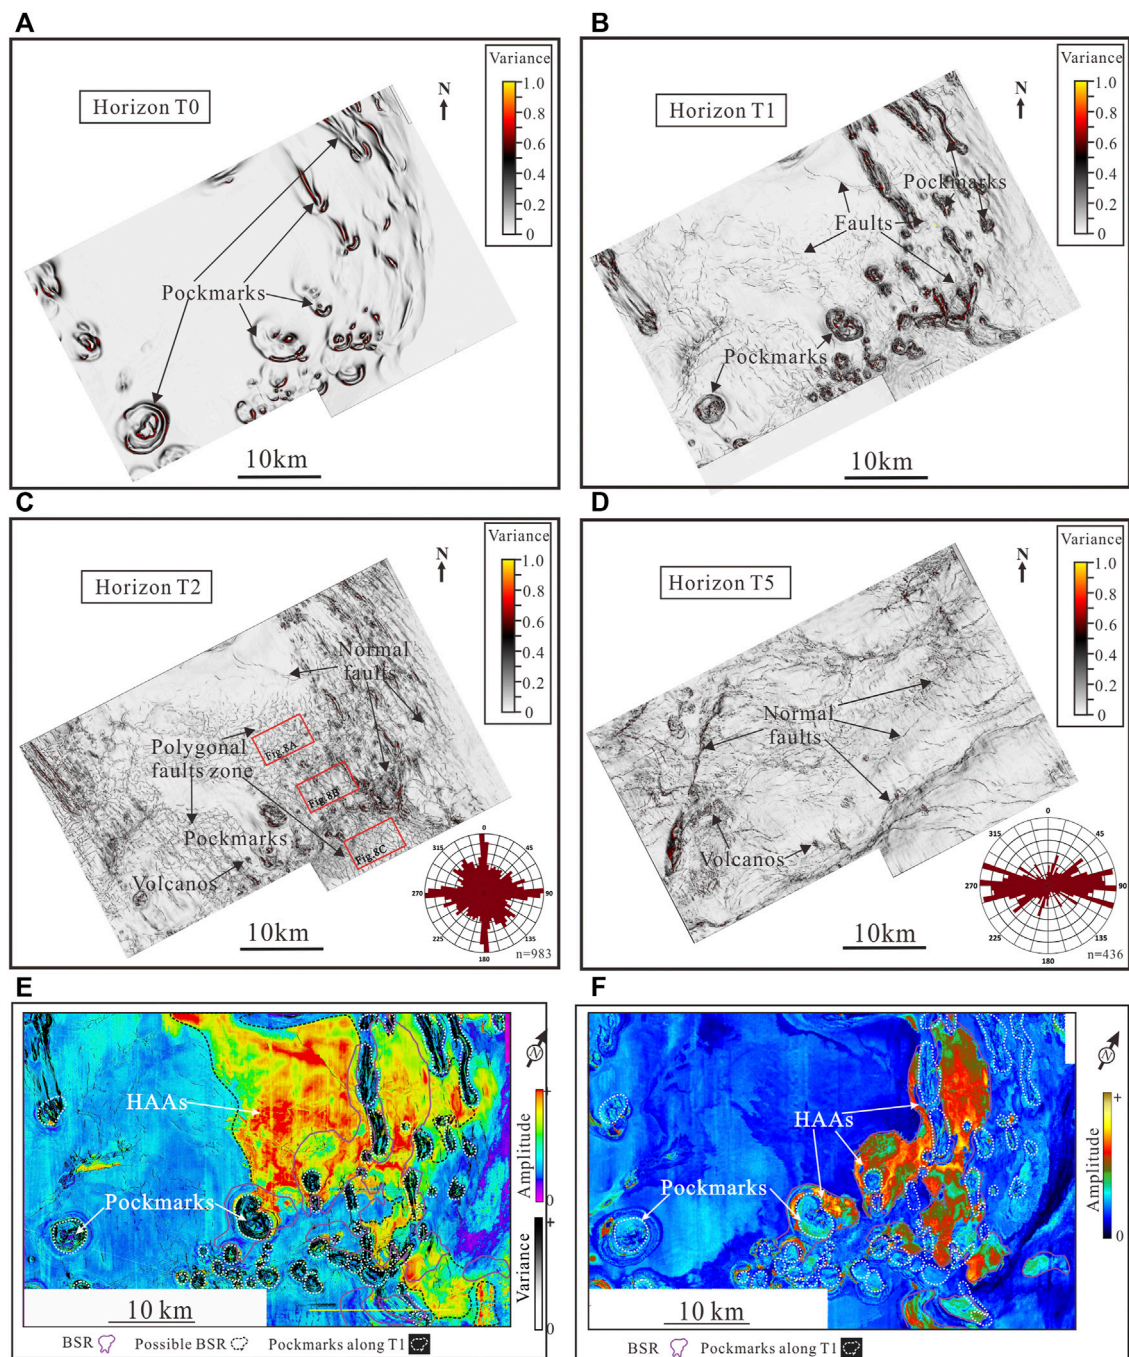 A
Horizon T0
N
Variance
1.0
0.8
0.6
0.4
0.2
0
Pockmarks
10km
B
Horizon T1
N
Variance
1.0
0.8
0.6
0.4
0.2
0
Pockmarks
Faults
Pockmarks
10km
C
Horizon T2
N
Variance
1.0
0.8
0.6
0.4
0.2
0
Normal
faults
Polygonal
faults zone
Fig.8A
Fig.8B
Fig.8C
Pockmarks
Volcanos
10km
0
45
90
135
180
225
270
315
n=983
D
Horizon T5
N
Variance
1.0
0.8
0.6
0.4
0.2
0
Normal
faults
Volcanos
10km
0
45
90
135
180
225
270
315
n=436
E
HAAs
Pockmarks
10 km
N
+
Amplitude
0
+
Variance
0
BSR
Possible BSR
Pockmarks along T1
F
HAAs
Pockmarks
10 km
N
+
Amplitude
0
BSR
Pockmarks along T1